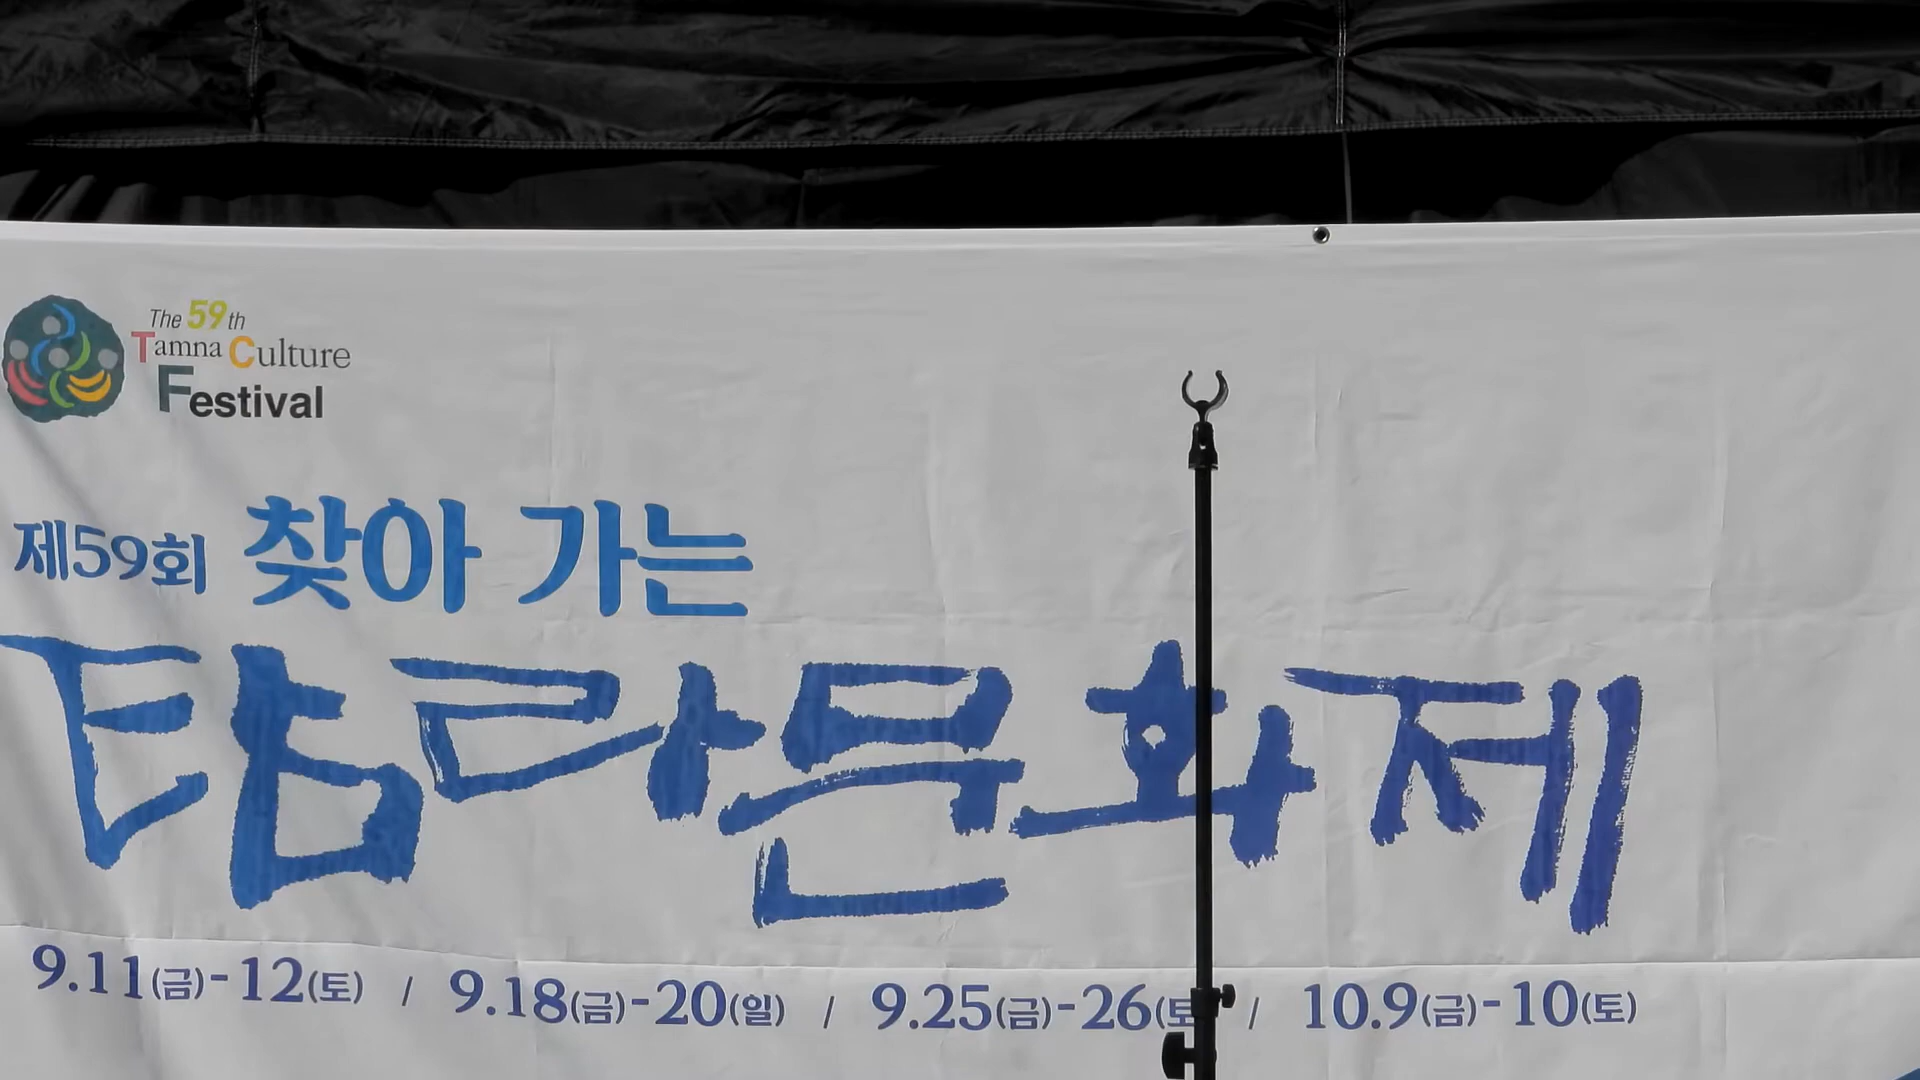 The 59th
Tamna Culture
Festival
제59회 찾아 가는
탐라문화제
9.11(금)-12(토) / 9.18(금)-20(일) / 9.25(금)-26(토) / 10.9(금)-10(토)